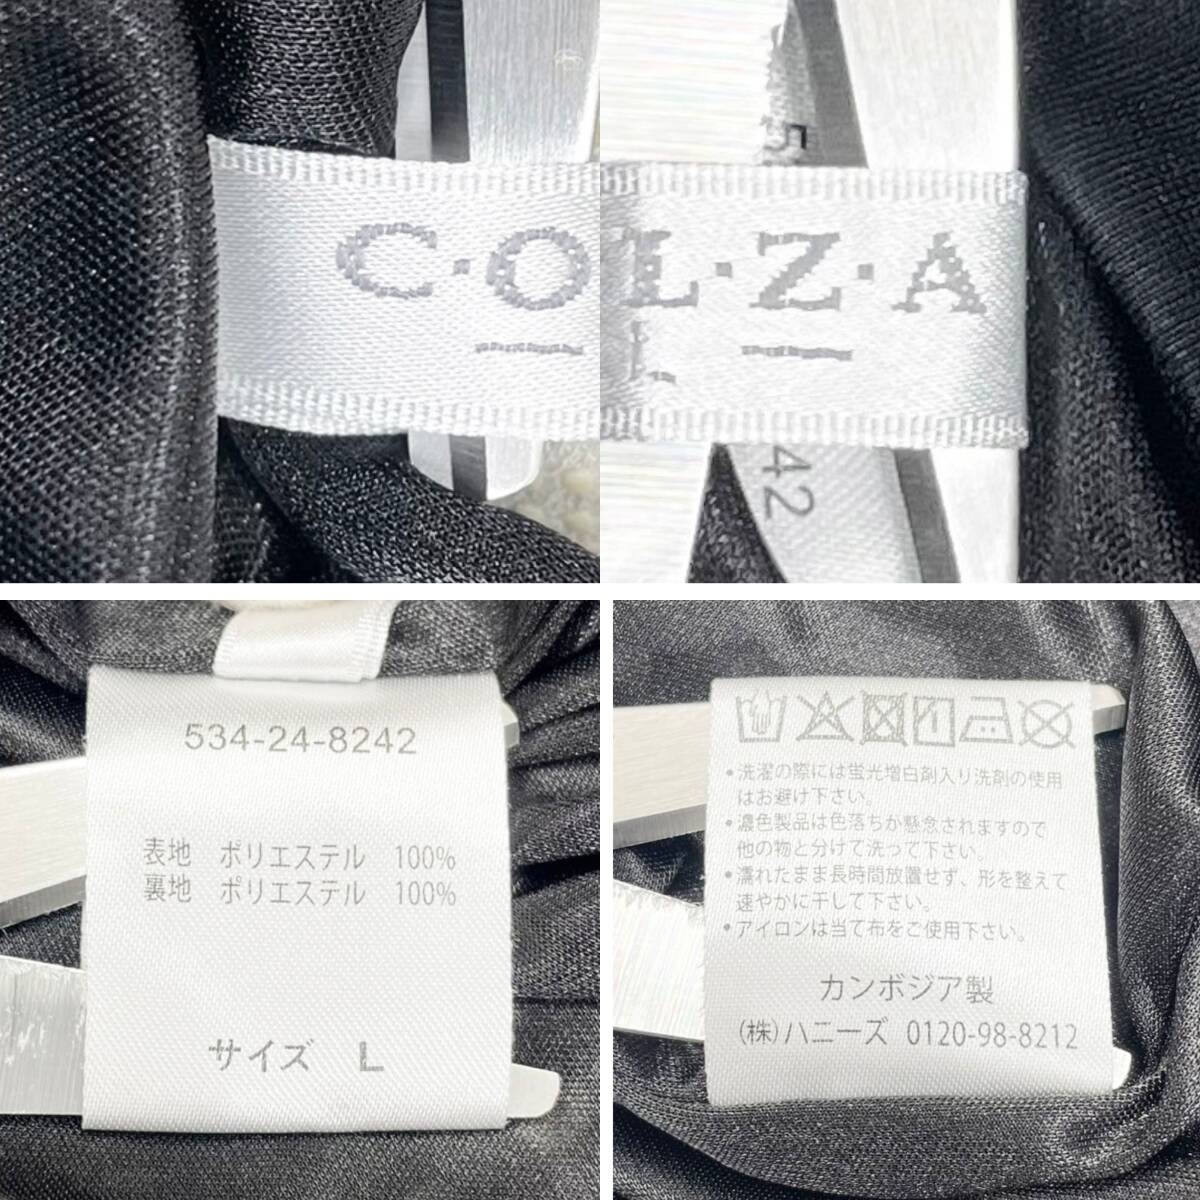 C·O
L·Z·A
L
42
534-24-8242
表地 ポリエステル 100%
裏地 ポリエステル 100%
サイズ L
・洗濯の際には蛍光増白剤入り洗剤の使用
はお避け下さい。
・濃色製品は色落ちが懸念されますので
他の物と分けて洗って下さい。
・濡れたまま長時間放置せず、形を整えて
速やかに干して下さい。
・アイロンは当て布をご使用下さい。
カンボジア製
(株)ハニーズ 0120-98-8212